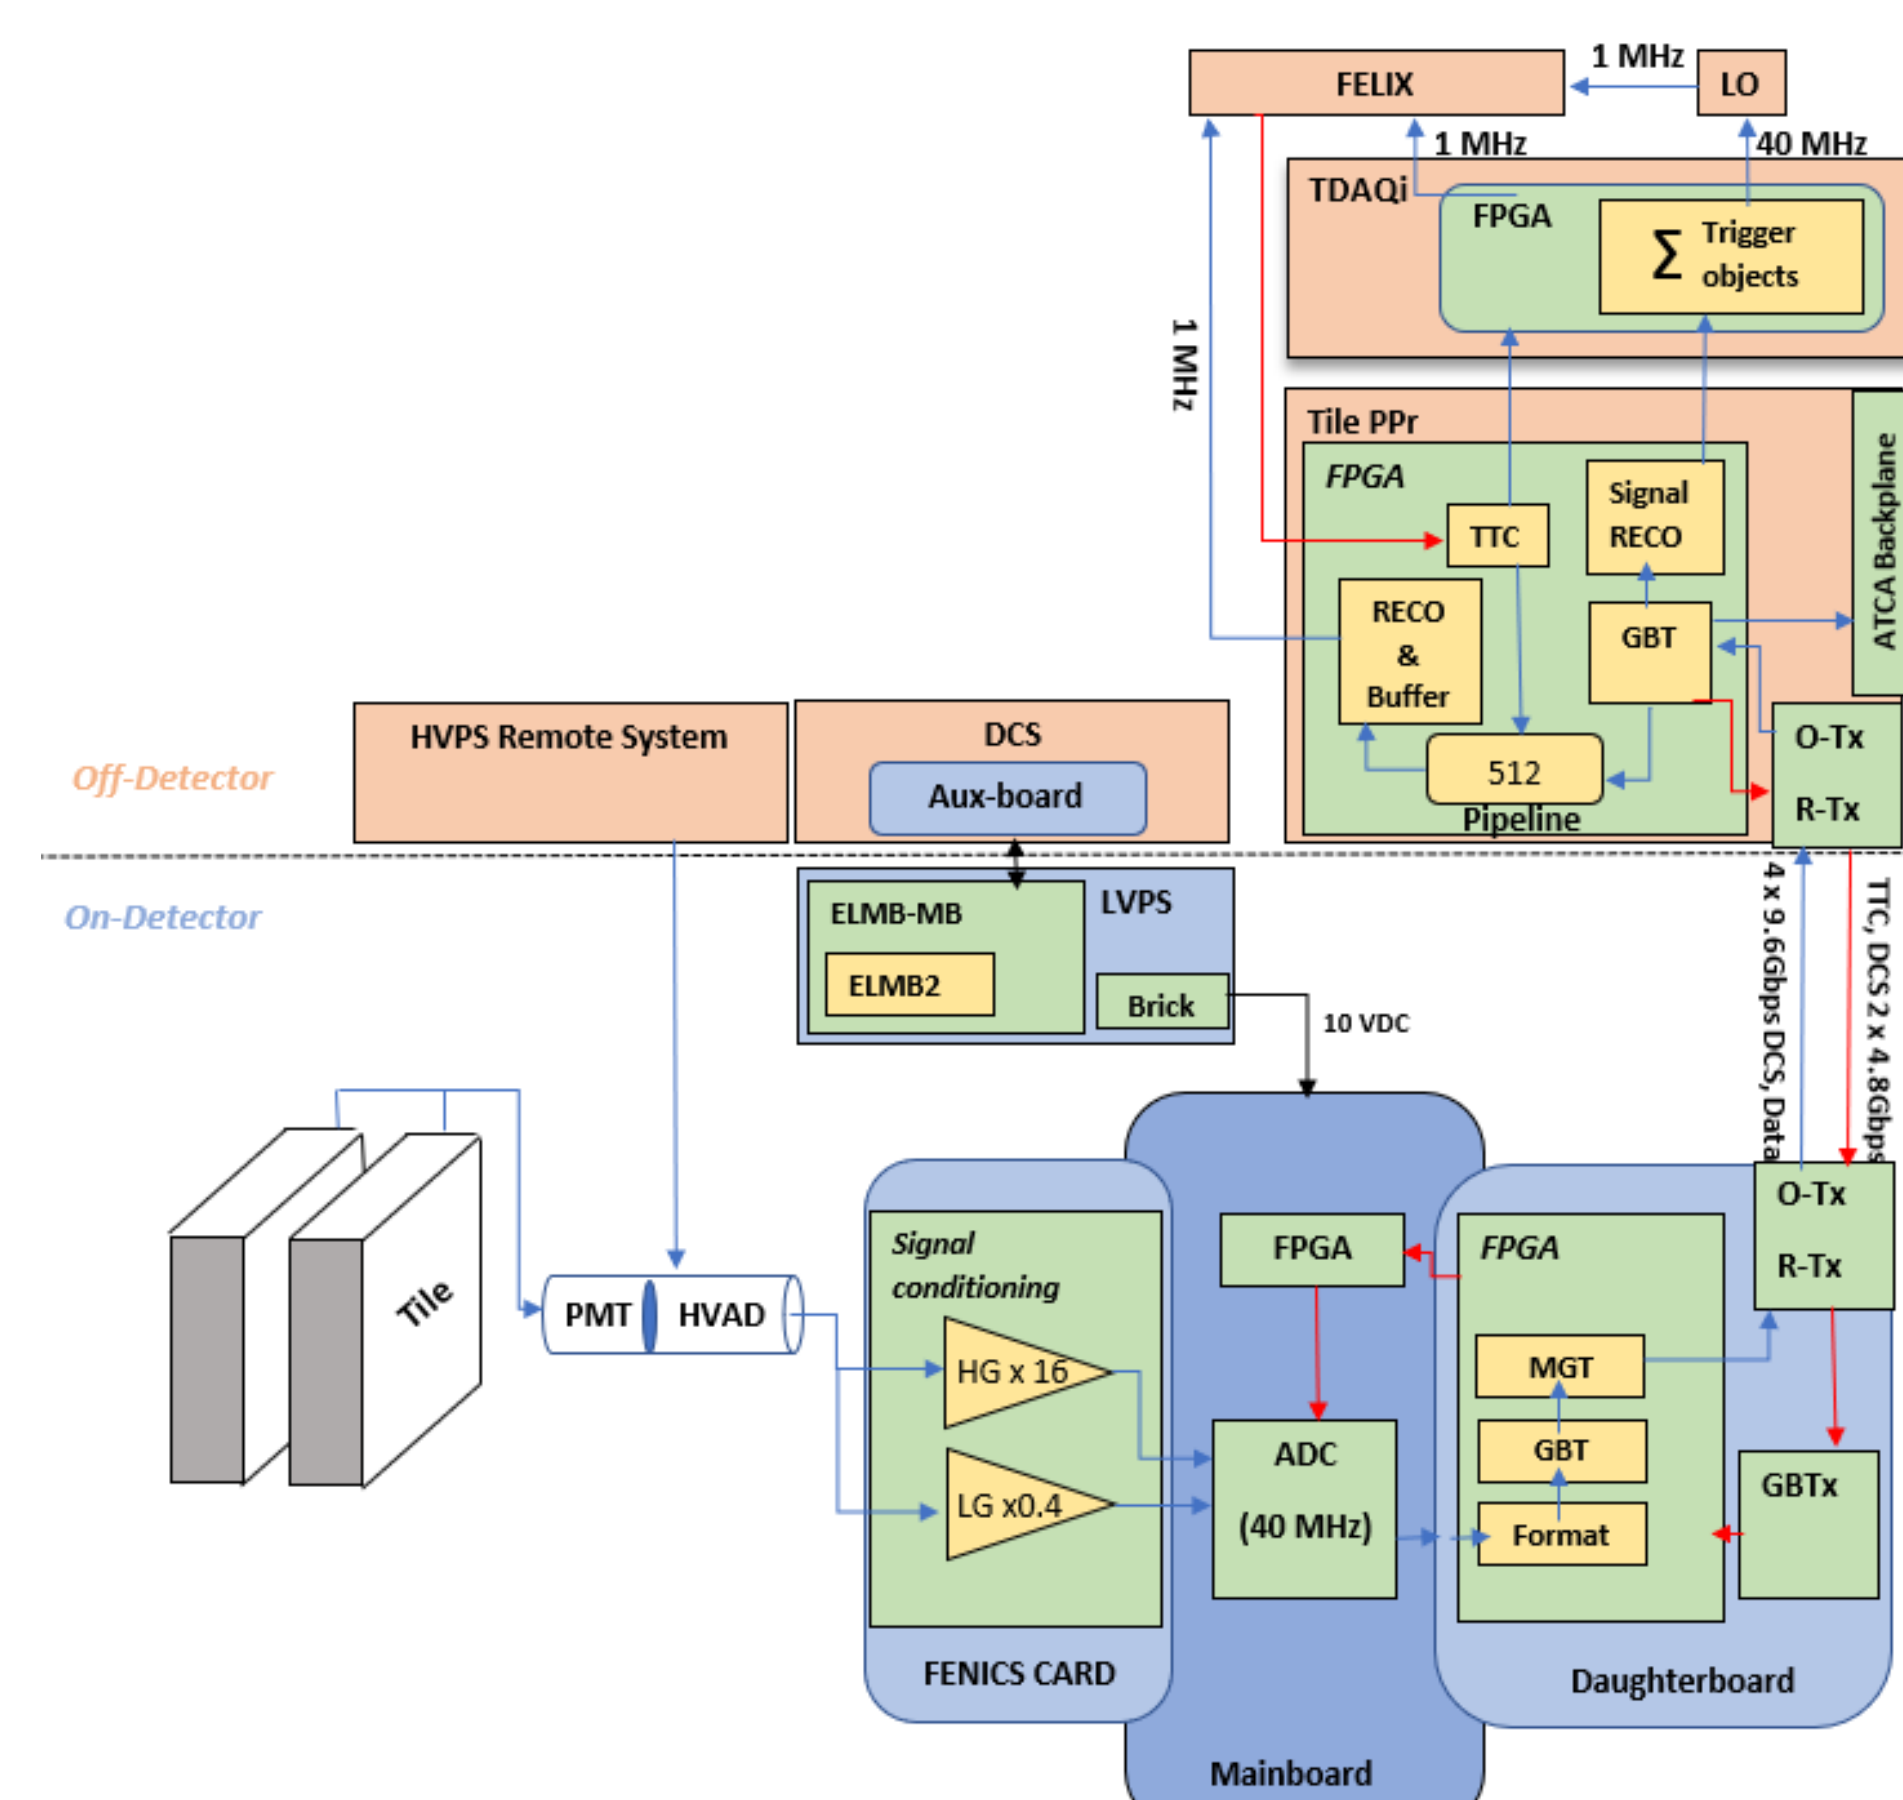 1 MHz
FELIX
LO
1 MHz
40 MHz
TDAQi
FPGA
Σ
Trigger
objects
1 MHz
Tile PPr
FPGA
Signal
RECO
TTC
ATCA Backplane
RECO
&
Buffer
GBT
HVPS Remote System
DCS
Aux-board
512
Pipeline
O-Tx
R-Tx
Off-Detector
On-Detector
ELMB-MB
LVPS
ELMB2
Brick
10 VDC
4 x 9.6Gbps DCS, Data
TTC, DCS 2 x 4.8Gbps
Tile
PMT
HVAD
Signal
conditioning
HG x 16
LG x0.4
FENICS CARD
FPGA
ADC
(40 MHz)
Mainboard
FPGA
MGT
GBT
Format
O-Tx
R-Tx
GBTx
Daughterboard